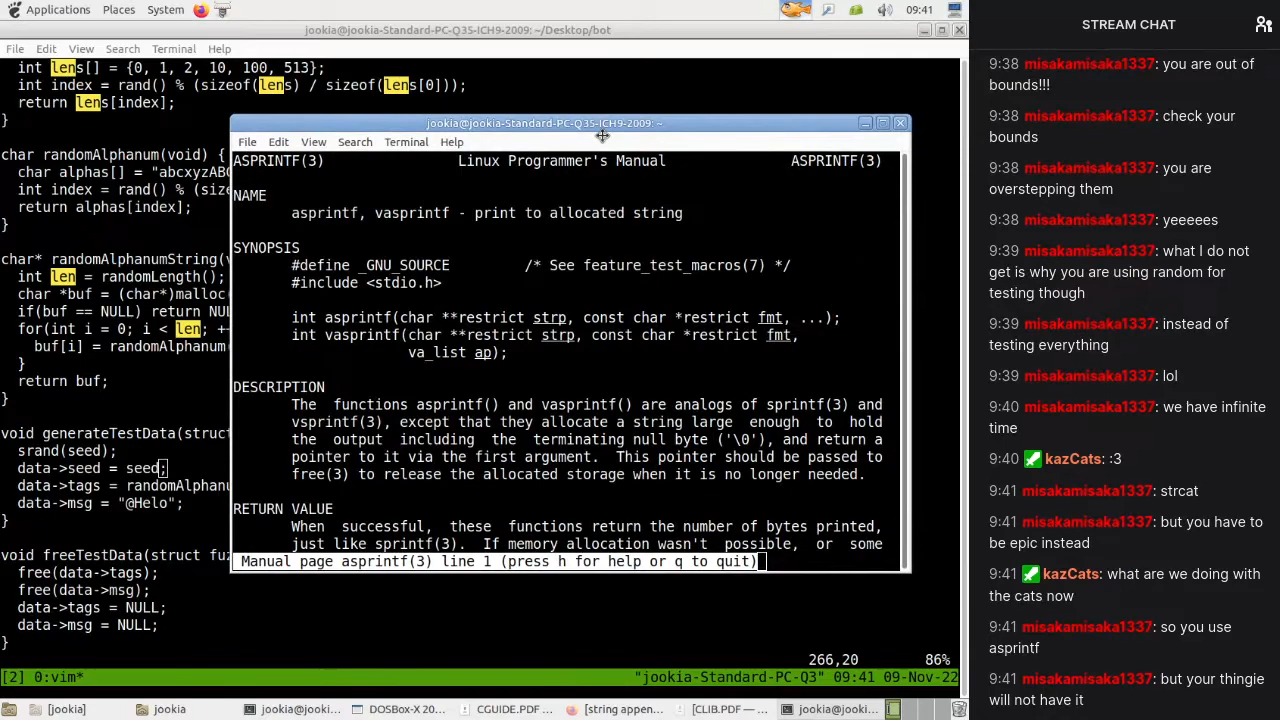 Applications Places System 09:41
jookia@jookia-Standard-PC-Q35-ICH9-2009: ~/Desktop/bot
File Edit View Search Terminal Help
int lens[] = {0, 1, 2, 10, 100, 513};
int index = rand() % (sizeof(lens) / sizeof(lens[0]));
return lens[index];
}
char randomAlphanum(void) {
char alphas[] = "abcxyzABC
int index = rand() % (size
return alphas[index];
}
char* randomAlphanumString(v
int len = randomLength();
char *buf = (char*)malloc(
if(buf == NULL) return NUL
for(int i = 0; i < len; ++
buf[i] = randomAlphanum(
}
return buf;
}
void generateTestData(struct
srand(seed);
data->seed = seed;
data->tags = randomAlphanu
data->msg = "@Helo";
}
void freeTestData(struct fuz
free(data->tags);
free(data->msg);
data->tags = NULL;
data->msg = NULL;
}
266,20 86%
[2] 0:vim* "jookia-Standard-PC-Q3" 09:41 09-Nov-22
jookia@jookia-Standard-PC-Q35-ICH9-2009: ~
File Edit View Search Terminal Help
ASPRINTF(3) Linux Programmer's Manual ASPRINTF(3)
NAME
asprintf, vasprintf - print to allocated string
SYNOPSIS
#define _GNU_SOURCE /* See feature_test_macros(7) */
#include <stdio.h>
int asprintf(char **restrict strp, const char *restrict fmt, ...);
int vasprintf(char **restrict strp, const char *restrict fmt,
va_list ap);
DESCRIPTION
The functions asprintf() and vasprintf() are analogs of sprintf(3) and
vsprintf(3), except that they allocate a string large enough to hold
the output including the terminating null byte ('\0'), and return a
pointer to it via the first argument. This pointer should be passed to
free(3) to release the allocated storage when it is no longer needed.
RETURN VALUE
When successful, these functions return the number of bytes printed,
just like sprintf(3). If memory allocation wasn't possible, or some
Manual page asprintf(3) line 1 (press h for help or q to quit)
[jookia] jookia jookia@jooki... DOSBox-X 20... CGUIDE.PDF ... [string appen... [CLIB.PDF — ... jookia@jooki...
STREAM CHAT
9:38 misakamisaka1337: you are out of
bounds!!!
9:38 misakamisaka1337: check your
bounds
9:38 misakamisaka1337: you are
overstepping them
9:38 misakamisaka1337: yeeeees
9:39 misakamisaka1337: what I do not
get is why you are using random for
testing though
9:39 misakamisaka1337: instead of
testing everything
9:39 misakamisaka1337: lol
9:40 misakamisaka1337: we have infinite
time
9:40 kazCats: :3
9:41 misakamisaka1337: strcat
9:41 misakamisaka1337: but you have to
be epic instead
9:41 kazCats: what are we doing with
the cats now
9:41 misakamisaka1337: so you use
asprintf
9:41 misakamisaka1337: but your thingie
will not have it